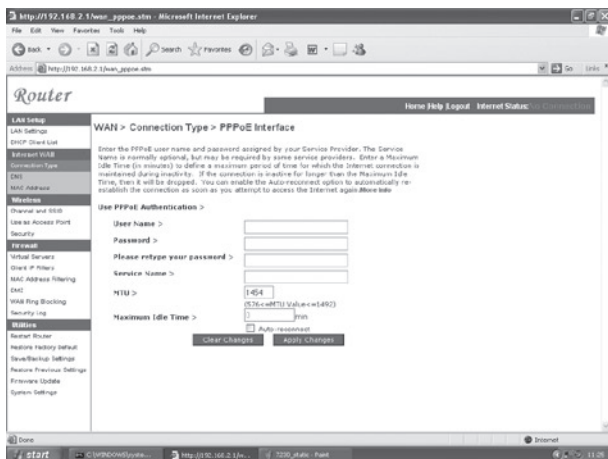 http://192.168.2.1/wan_pppoe.stm - Microsoft Internet Explorer
File Edit View Favorites Tools Help
Back Search Favorites
Address http://192.168.2.1/wan_pppoe.stm Go Links
Router
Home|Help|Logout Internet Status:No Connection
LAN Setup
LAN Settings
DHCP Client List
Internet WAN
Connection Type
DNS
MAC Address
Wireless
Channel and SSID
Use as Access Point
Security
Firewall
Virtual Servers
Client IP Filters
MAC Address Filtering
DMZ
WAN Ping Blocking
Security Log
Utilities
Restart Router
Restore Factory Default
Save/Backup Settings
Restore Previous Settings
Firmware Update
System Settings
WAN > Connection Type > PPPoE Interface
Enter the PPPoE user name and password assigned by your Service Provider. The Service
Name is normally optional, but may be required by some service providers. Enter a Maximum
Idle Time (in minutes) to define a maximum period of time for which the Internet connection is
maintained during inactivity. If the connection is inactive for longer than the Maximum Idle
Time, then it will be dropped. You can enable the Auto-reconnect option to automatically re-
establish the connection as soon as you attempt to access the Internet again.More Info
Use PPPoE Authentication >
User Name >
Password >
Please retype your password >
Service Name >
MTU > 1454
(576<=MTU Value<=1492)
Maximum Idle Time > min
Auto-reconnect
Clear Changes Apply Changes
Done Internet
start C:\WINDOWS\syste... http://192.168.2.1/w... 7230_static - Paint 11:25